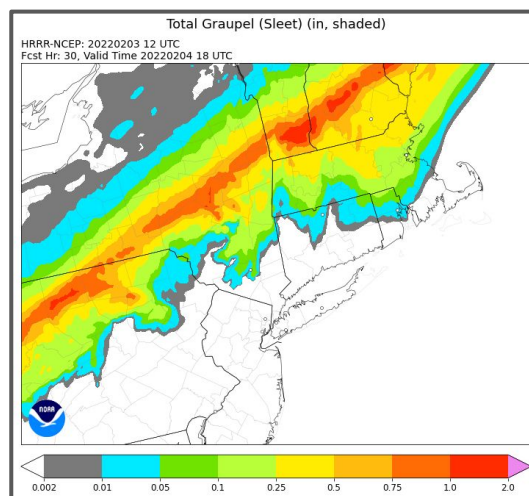 Total Graupel (Sleet) (in, shaded)
HRRR-NCEP: 20220203 12 UTC
Fcst Hr: 30, Valid Time 20220204 18 UTC
NOAA
0.002 0.01 0.05 0.1 0.25 0.5 0.75 1.0 2.0